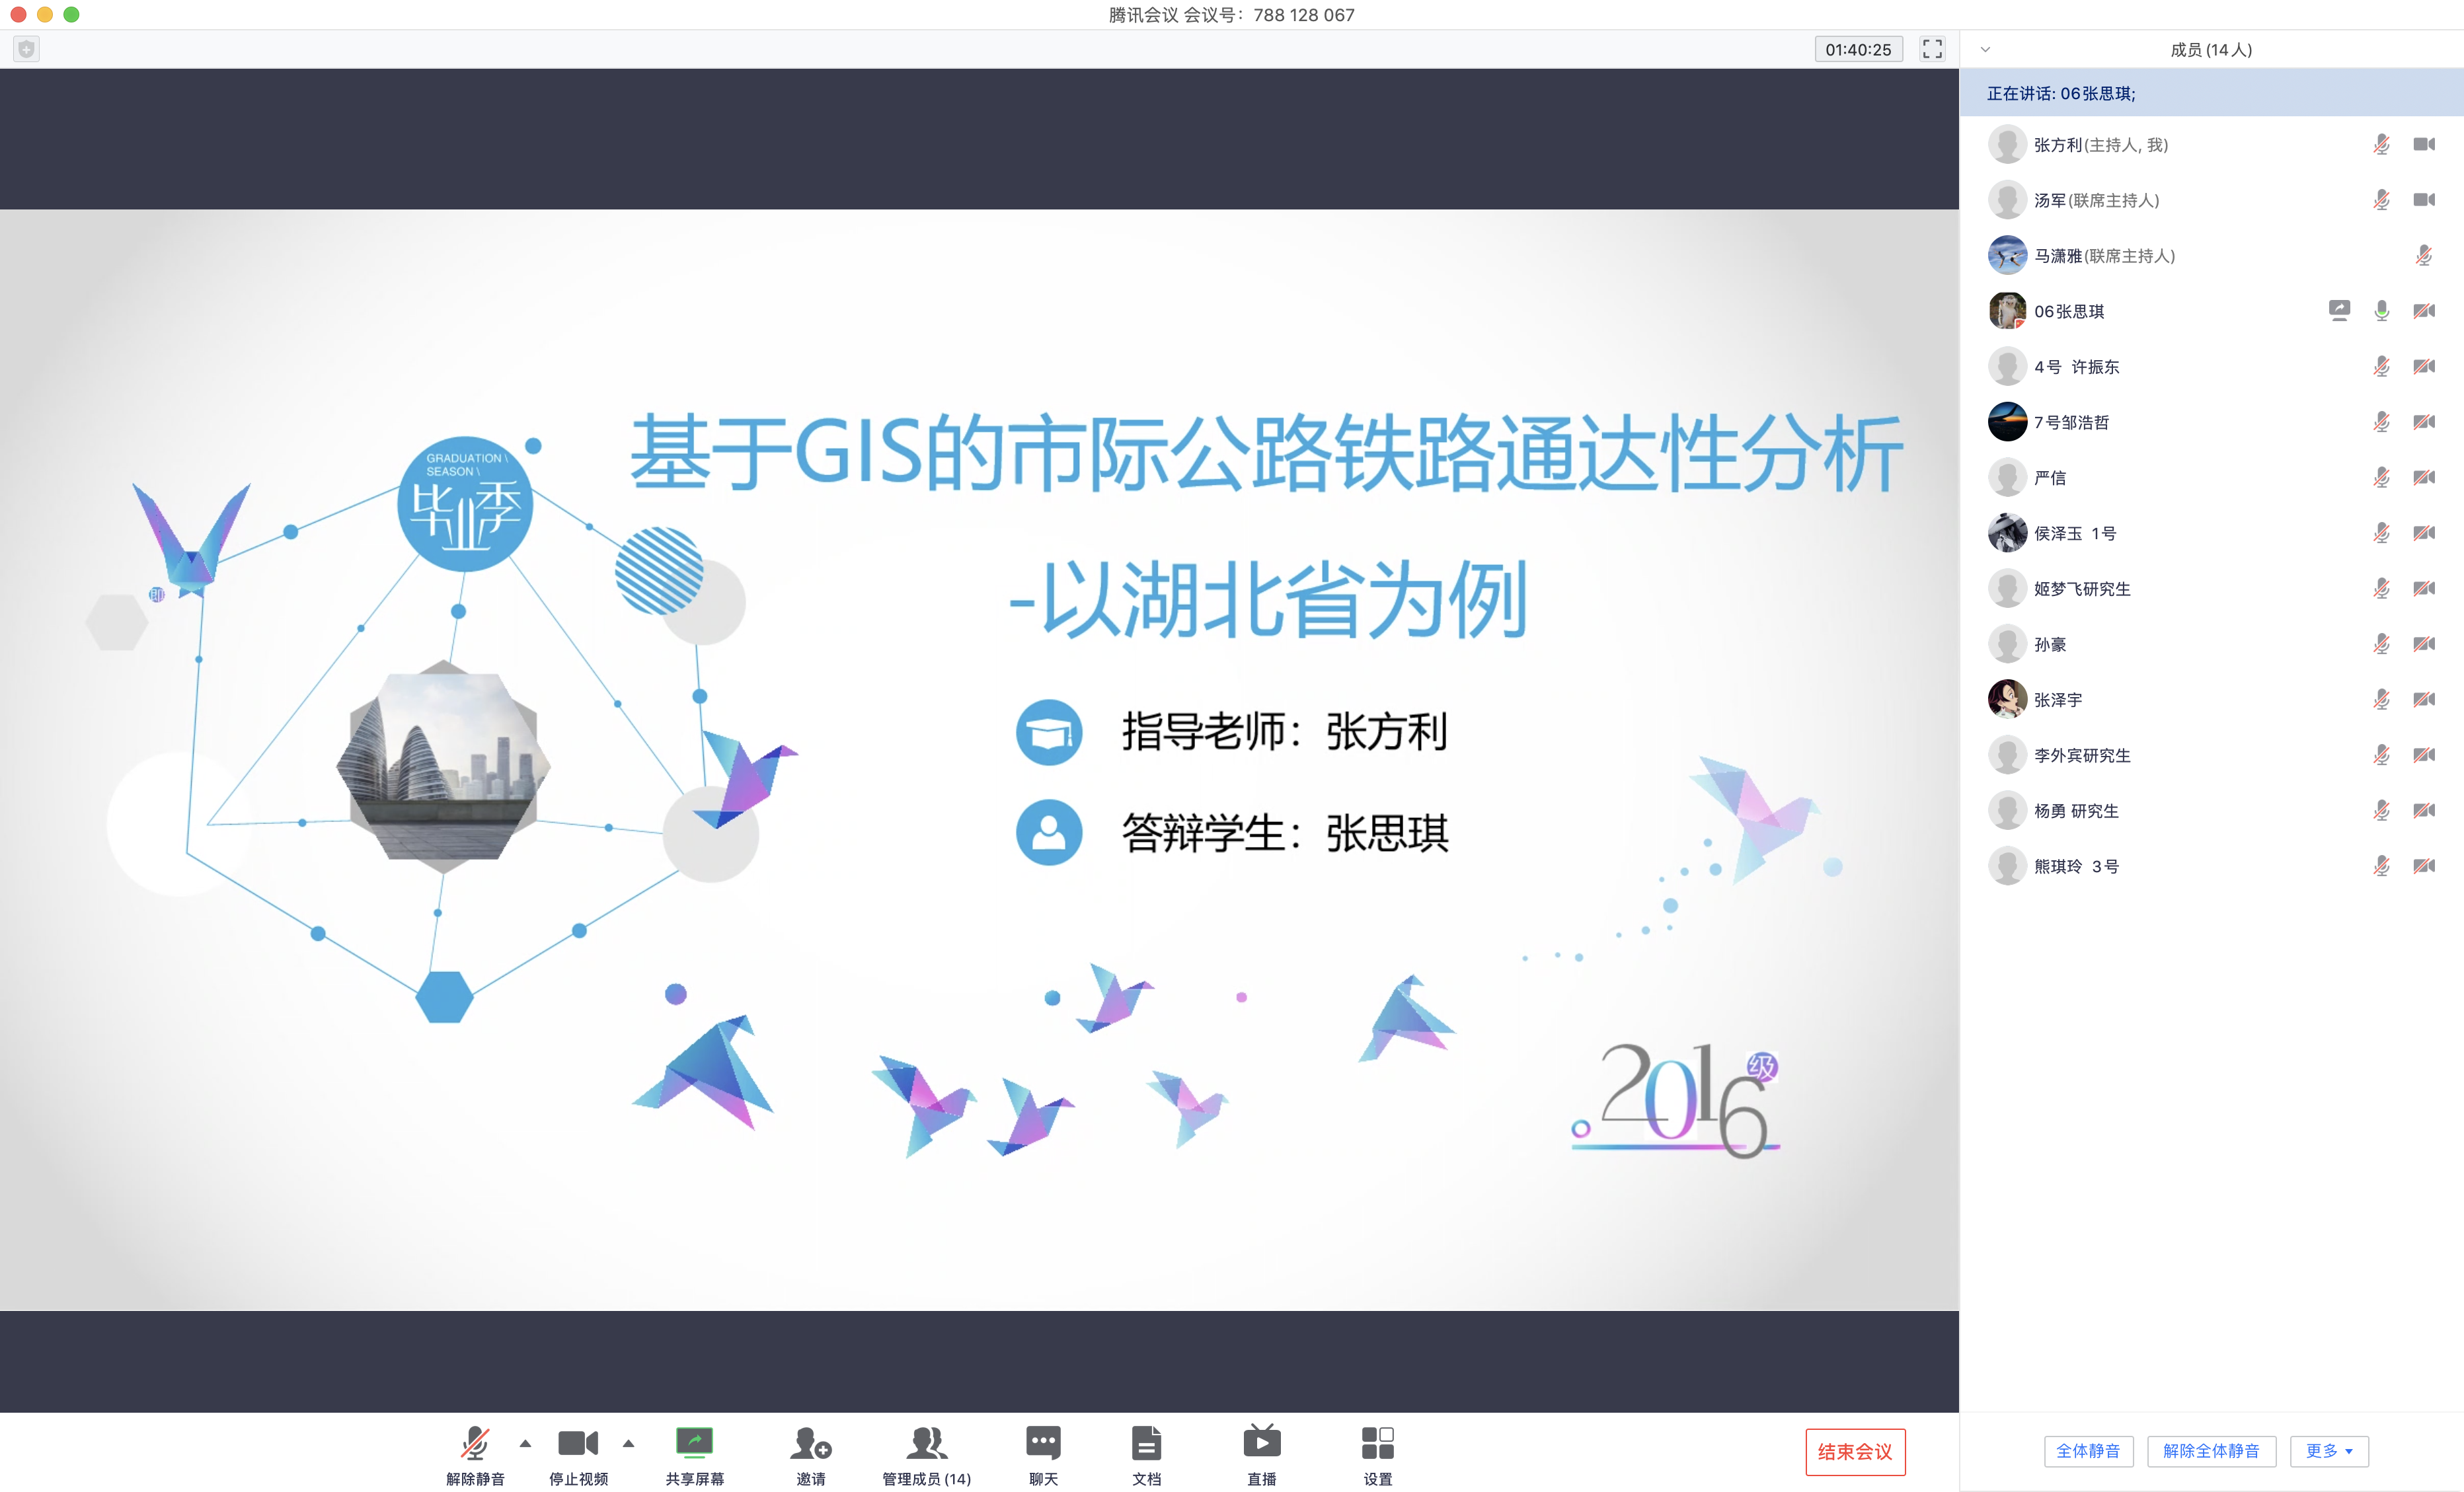 腾讯会议 会议号：788 128 067
01:40:25
成员(14人)
正在讲话: 06张思琪;
张方利(主持人, 我)
汤军(联席主持人)
马潇雅(联席主持人)
06张思琪
4号 许振东
7号邹浩哲
严信
侯泽玉 1号
姬梦飞研究生
孙豪
张泽宇
李外宾研究生
杨勇 研究生
熊琪玲 3号
基于GIS的市际公路铁路通达性分析
-以湖北省为例
GRADUATION \
SEASON \
毕业季
指导老师：张方利
答辩学生：张思琪
2016级
解除静音
停止视频
共享屏幕
邀请
管理成员(14)
聊天
文档
直播
设置
结束会议
全体静音
解除全体静音
更多